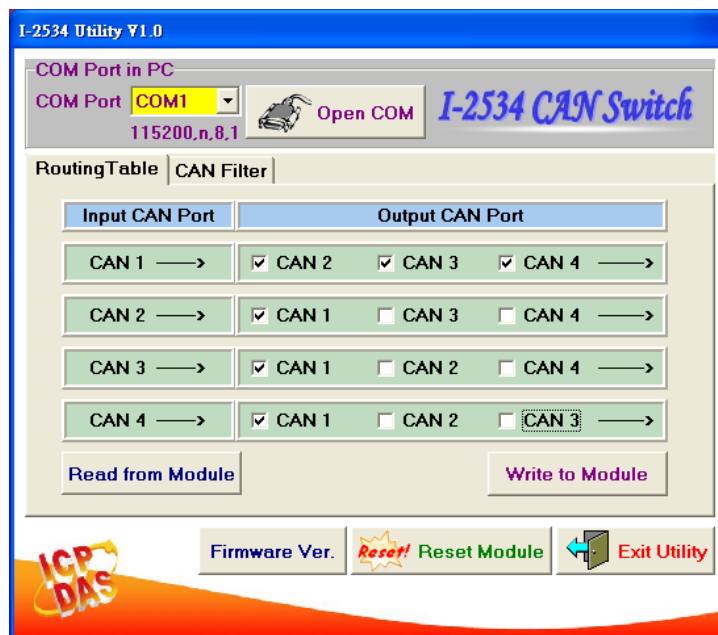 I-2534 Utility V1.0
COM Port in PC
COM Port COM1
115200,n,8,1
Open COM
I-2534 CAN Switch
RoutingTable CAN Filter
Input CAN Port Output CAN Port
CAN 1 ----> CAN 2 CAN 3 CAN 4 ---->
CAN 2 ----> CAN 1 CAN 3 CAN 4 ---->
CAN 3 ----> CAN 1 CAN 2 CAN 4 ---->
CAN 4 ----> CAN 1 CAN 2 CAN 3 ---->
Read from Module Write to Module
ICP DAS
Firmware Ver. Reset! Reset Module Exit Utility